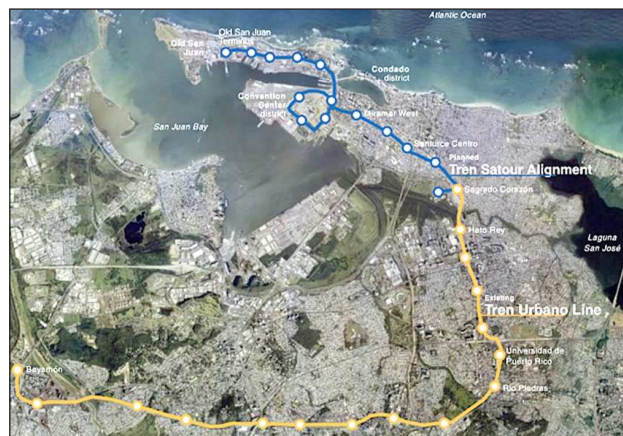 Atlantic Ocean
Old San Juan
Terminal
Old San
Juan
Condado
district
Convention
Center
district
Miramar West
San Juan Bay
Santurce Centro
Planned
Tren Satour Alignment
Sagrado Corazón
Hato Rey
Laguna
San José
Existing
Tren Urbano Line
Universidad de
Puerto Rico
Bayamón
Río Piedras